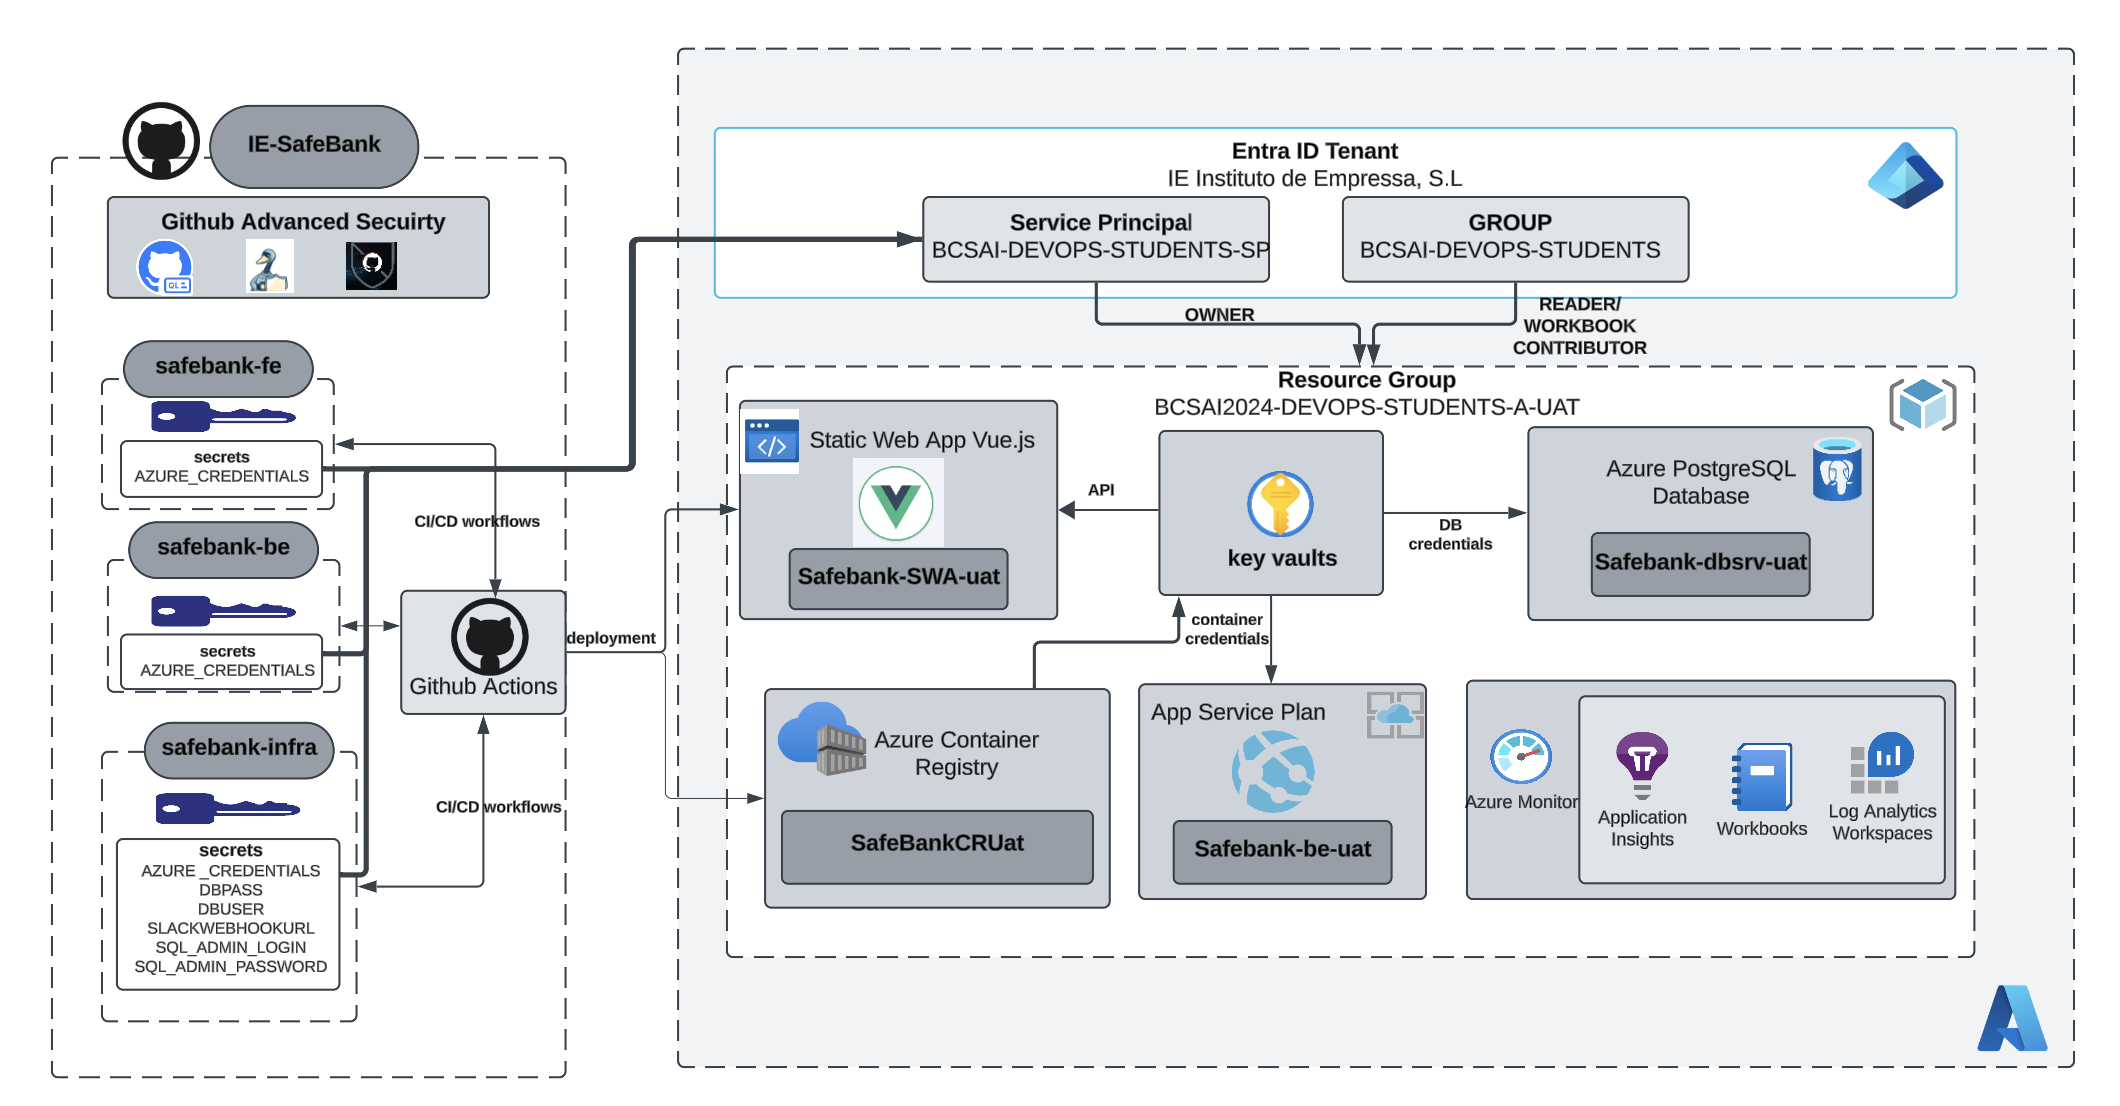 IE-SafeBank
Github Advanced Secuirty
QL
safebank-fe
secrets
AZURE_CREDENTIALS
CI/CD workflows
safebank-be
secrets
AZURE_CREDENTIALS
Github Actions
deployment
safebank-infra
CI/CD workflows
secrets
AZURE _CREDENTIALS
DBPASS
DBUSER
SLACKWEBHOOKURL
SQL_ADMIN_LOGIN
SQL_ADMIN_PASSWORD
Entra ID Tenant
IE Instituto de Empressa, S.L
Service Principal
BCSAI-DEVOPS-STUDENTS-SP
GROUP
BCSAI-DEVOPS-STUDENTS
OWNER
READER/
WORKBOOK
CONTRIBUTOR
Resource Group
BCSAI2024-DEVOPS-STUDENTS-A-UAT
Static Web App Vue.js
Safebank-SWA-uat
API
key vaults
DB
credentials
Azure PostgreSQL
Database
Safebank-dbsrv-uat
container
credentials
Azure Container
Registry
SafeBankCRUat
App Service Plan
Safebank-be-uat
Azure Monitor
Application
Insights
Workbooks
Log Analytics
Workspaces